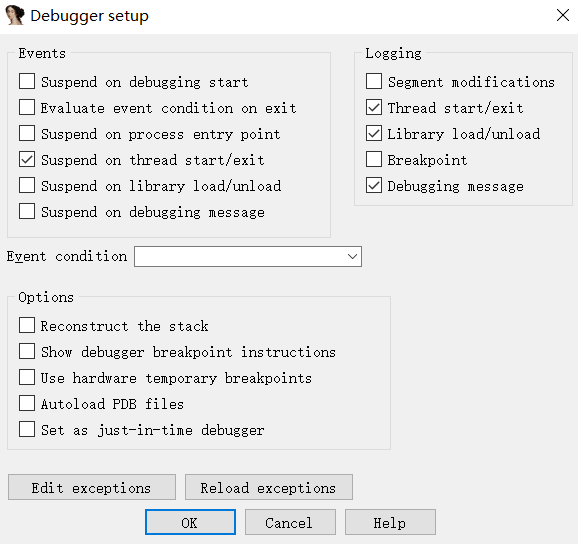 Debugger setup
Events
Suspend on debugging start
Evaluate event condition on exit
Suspend on process entry point
Suspend on thread start/exit
Suspend on library load/unload
Suspend on debugging message
Logging
Segment modifications
Thread start/exit
Library load/unload
Breakpoint
Debugging message
Event condition
Options
Reconstruct the stack
Show debugger breakpoint instructions
Use hardware temporary breakpoints
Autoload PDB files
Set as just-in-time debugger
Edit exceptions
Reload exceptions
OK
Cancel
Help